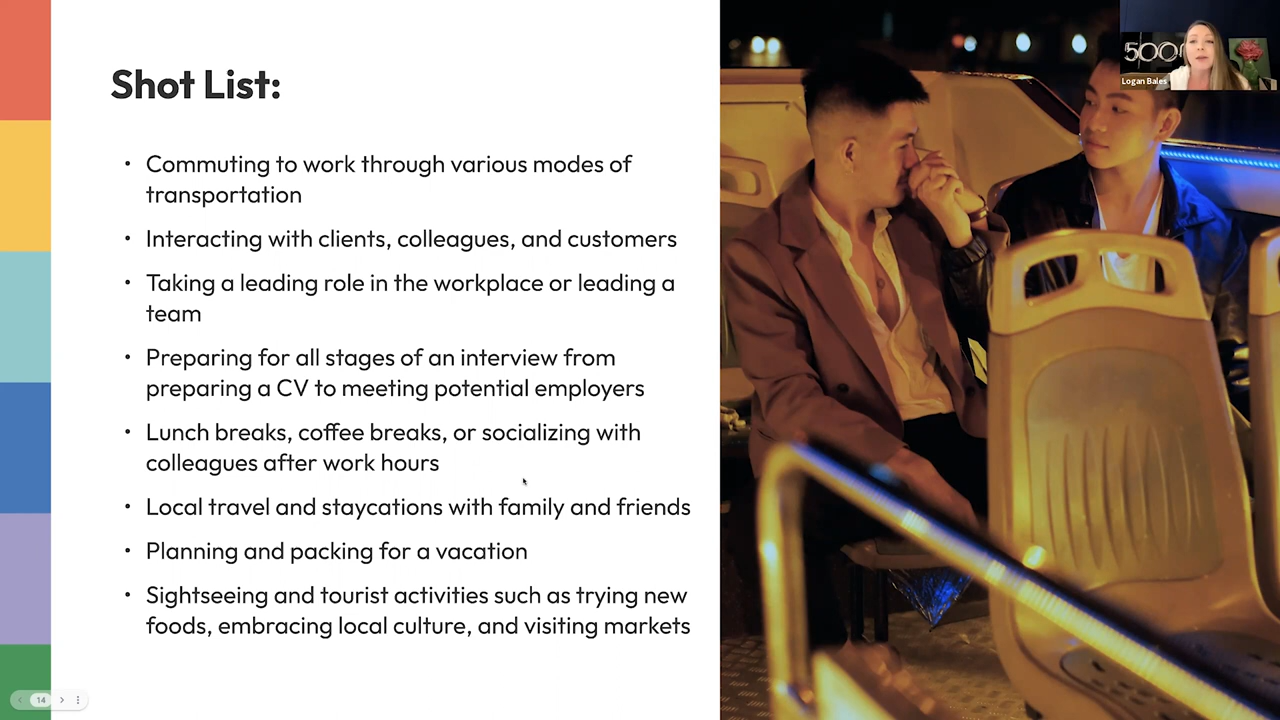 Shot List:
• Commuting to work through various modes of
transportation
• Interacting with clients, colleagues, and customers
• Taking a leading role in the workplace or leading a
team
• Preparing for all stages of an interview from
preparing a CV to meeting potential employers
• Lunch breaks, coffee breaks, or socializing with
colleagues after work hours
• Local travel and staycations with family and friends
• Planning and packing for a vacation
• Sightseeing and tourist activities such as trying new
foods, embracing local culture, and visiting markets
500
Logan Bales
14